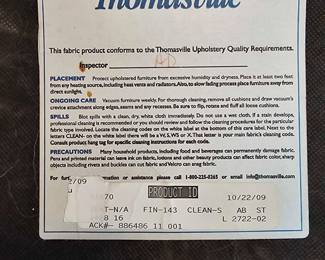 Thomasville
This fabric product conforms to the Thomasville Upholstery Quality Requirements.
Inspector
PLACEMENT Protect upholstered furniture from excessive humidity and dryness. Place it at least two feet
from any heating source, including heat vents and radiators. Also, to slow fading process place furniture away from
direct sunlight.
ONGOING CARE Vacuum furniture weekly. For thorough cleaning, remove all cushions and draw vacuum's
crevice attachment along edges, seams and any recesses. Be sure to flip, rotate and fluff all loose cushions.
SPILLS Blot spills with a clean, dry, white cloth immediately. Do not use a wet cloth. If a stain develops,
professional cleaning is recommended or you should review and follow the cleaning procedures for the particular
fabric type involved. Locate the cleaning codes on the white label at the bottom of this care label. Next to
letters CLEAN- on the white label there will be a W, S, WS or X. That letter is your main fabric cleaning code.
Consult product hang tag for specific cleaning instructions for each code.
PRECAUTIONS Many household products, including food and beverages can permanently damage fabric.
Pens and printed material can leave ink on fabric, lotions and other beauty products can affect fabric color, sharp
objects including rivets and buckles can cut fabric and Velcro can snag fabric.
For further information or assistance please call 1-800-225-8265 or email info@thomasville.com
2/09 PRODUCT ID
70 10/22/09
T-N/A FIN-143 CLEAN-S AB ST
8 16 L 2722-02
ACK#- 886486 11 001